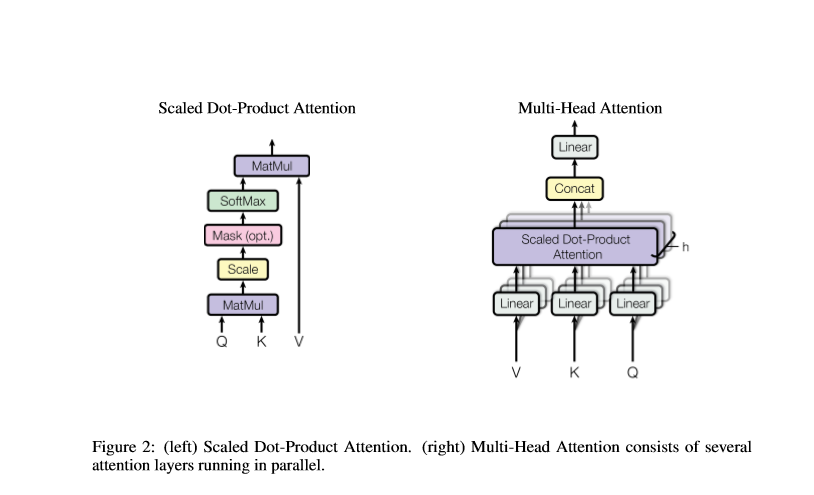 Scaled Dot-Product Attention
MatMul
SoftMax
Mask (opt.)
Scale
MatMul
Q K V
Multi-Head Attention
Linear
Concat
Scaled Dot-Product
Attention
h
Linear Linear Linear
V K Q
Figure 2: (left) Scaled Dot-Product Attention. (right) Multi-Head Attention consists of several
attention layers running in parallel.